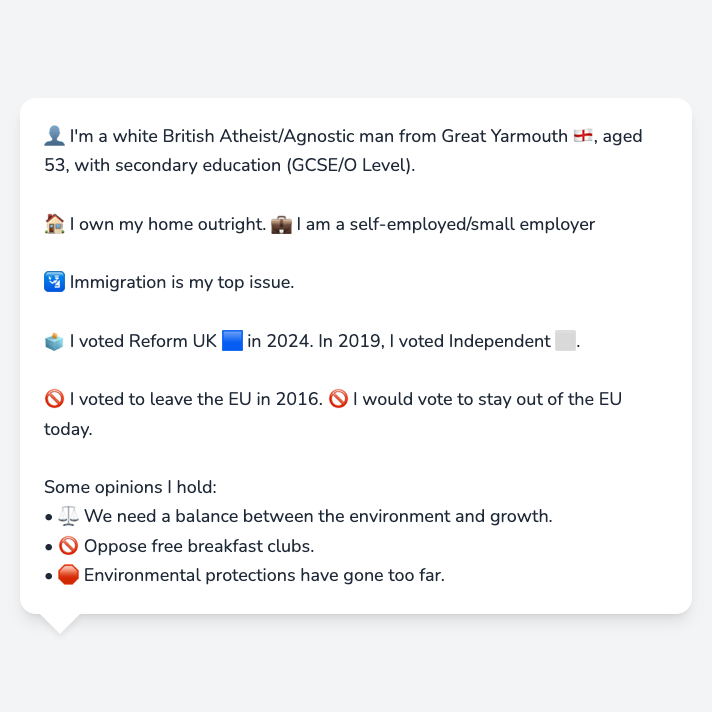 👤 I'm a white British Atheist/Agnostic man from Great Yarmouth 🏴󠁧󠁢󠁥󠁮󠁧󠁿, aged
53, with secondary education (GCSE/O Level).
🏠 I own my home outright. 💼 I am a self-employed/small employer
🛂 Immigration is my top issue.
🗳️ I voted Reform UK 🟦 in 2024. In 2019, I voted Independent ⬜.
🚫 I voted to leave the EU in 2016. 🚫 I would vote to stay out of the EU
today.
Some opinions I hold:
• ⚖️ We need a balance between the environment and growth.
• 🚫 Oppose free breakfast clubs.
• 🛑 Environmental protections have gone too far.